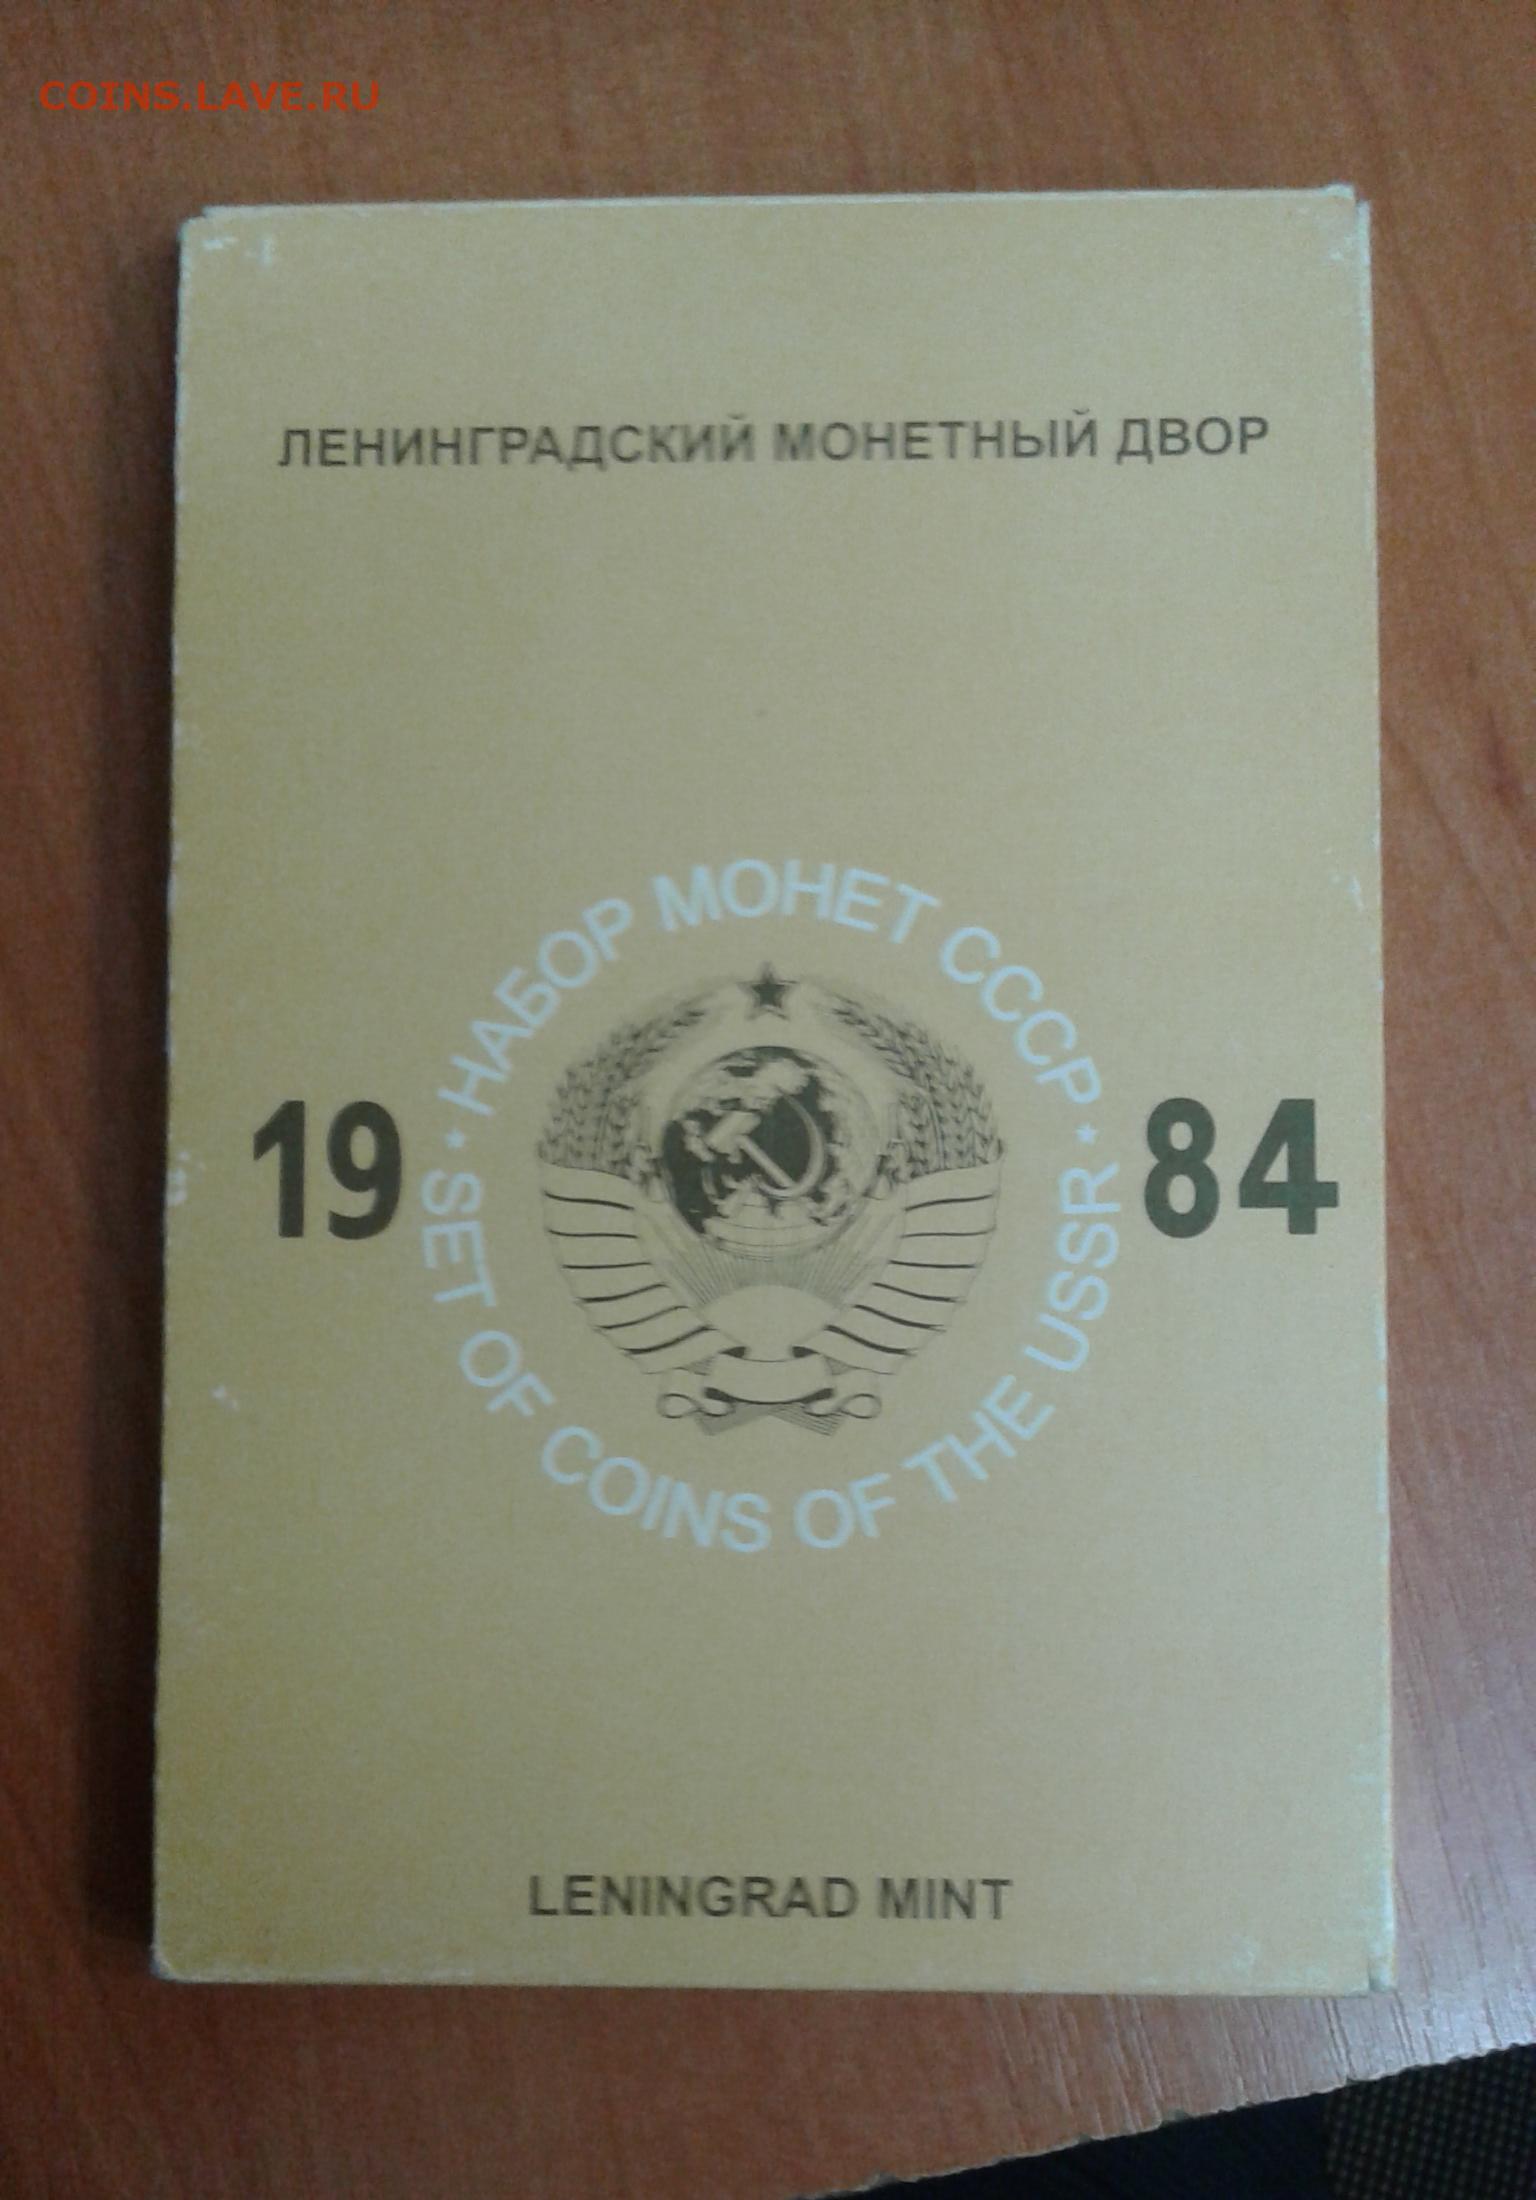 COINS.LAVE.RU
ЛЕНИНГРАДСКИЙ МОНЕТНЫЙ ДВОР
НАБОР МОНЕТ СССР
19 84
* SET OF COINS OF THE USSR *
LENINGRAD MINT